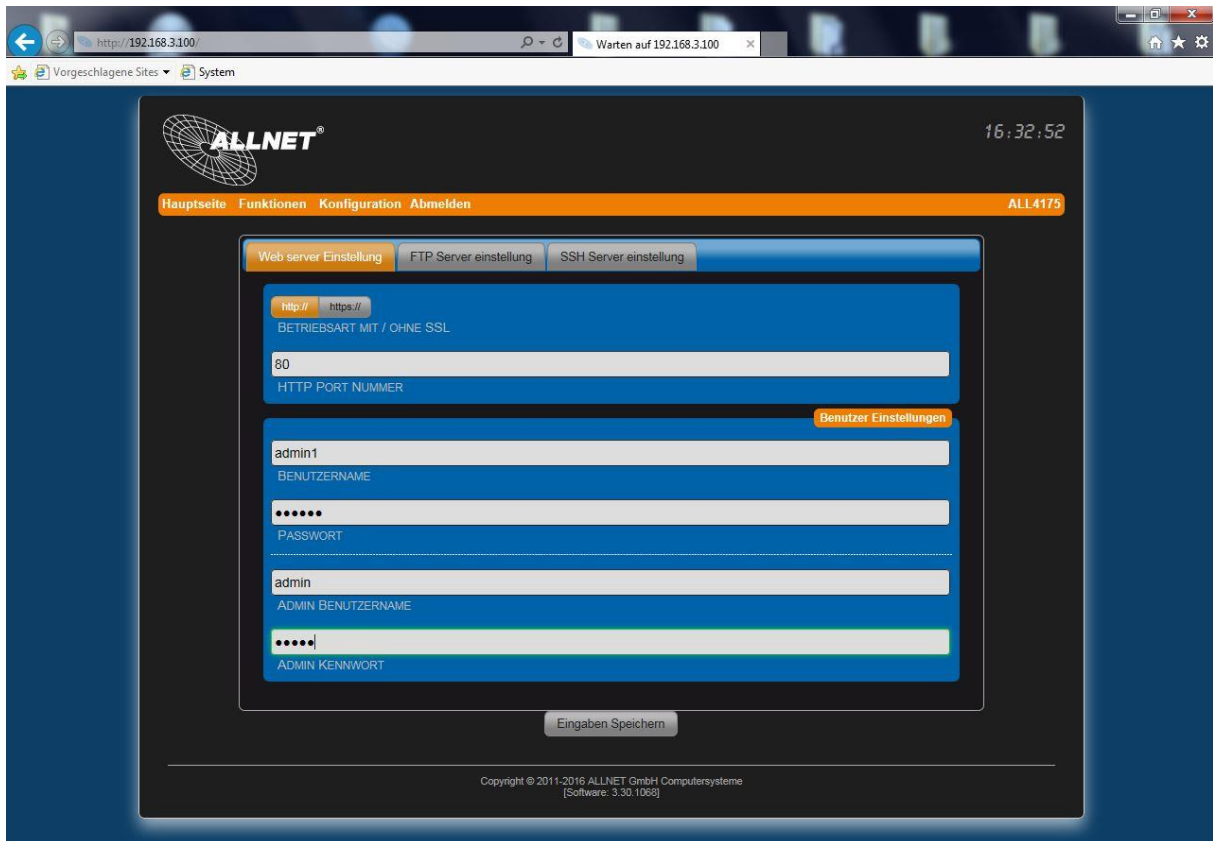 http://192.168.3.100/
Warten auf 192.168.3.100
Vorgeschlagene Sites
System
ALLNET®
16:32:52
Hauptseite Funktionen Konfiguration Abmelden
ALL4175
Web server Einstellung
FTP Server einstellung
SSH Server einstellung
http://
https://
BETRIEBSART MIT / OHNE SSL
80
HTTP PORT NUMMER
Benutzer Einstellungen
admin1
BENUTZERNAME
••••••
PASSWORT
admin
ADMIN BENUTZERNAME
•••••
ADMIN KENNWORT
Eingaben Speichern
Copyright © 2011-2016 ALLNET GmbH Computersysteme
[Software: 3.30.1068]